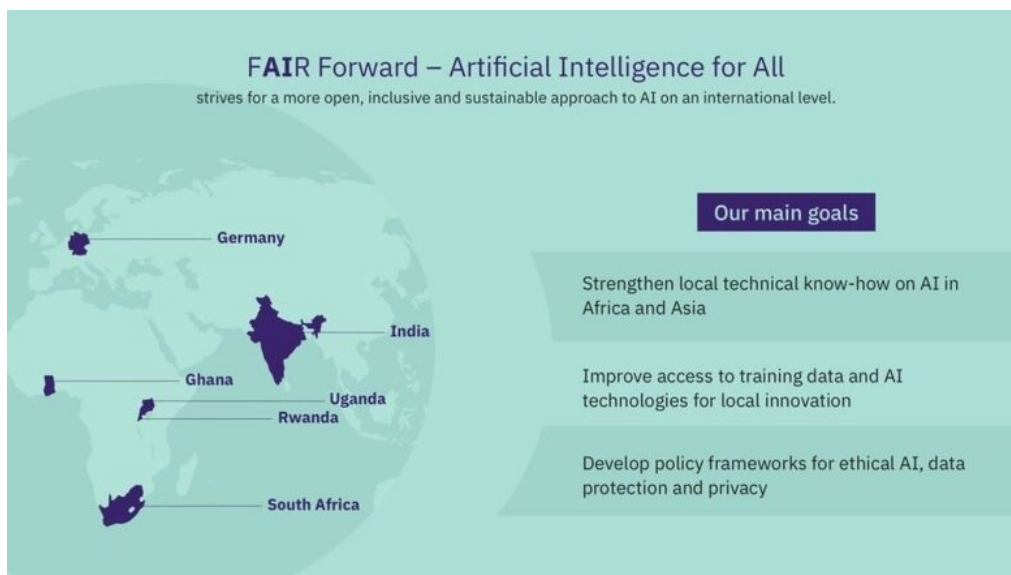 FAIR Forward – Artificial Intelligence for All
strives for a more open, inclusive and sustainable approach to AI on an international level.
Germany
India
Ghana
Uganda
Rwanda
South Africa
Our main goals
Strengthen local technical know-how on AI in
Africa and Asia
Improve access to training data and AI
technologies for local innovation
Develop policy frameworks for ethical AI, data
protection and privacy